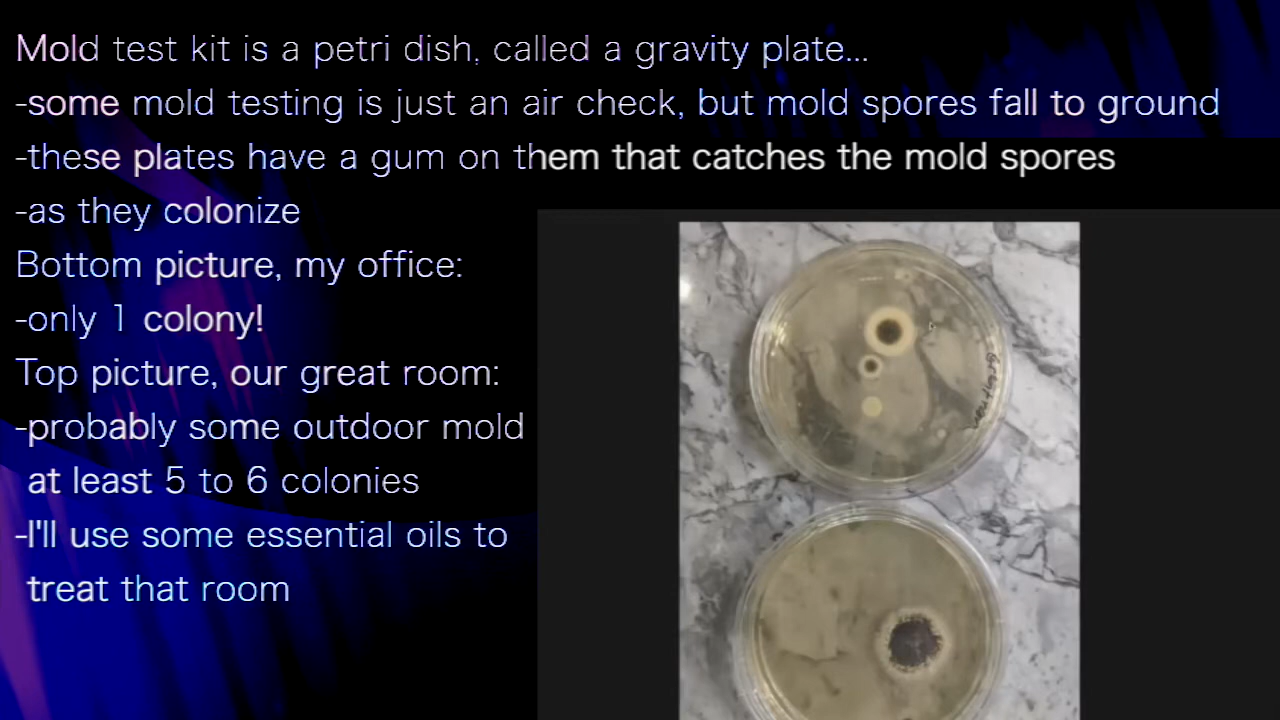 Mold test kit is a petri dish, called a gravity plate...
-some mold testing is just an air check, but mold spores fall to ground
-these plates have a gum on them that catches the mold spores
-as they colonize
Bottom picture, my office:
-only 1 colony!
Top picture, our great room:
-probably some outdoor mold
at least 5 to 6 colonies
-I'll use some essential oils to
treat that room